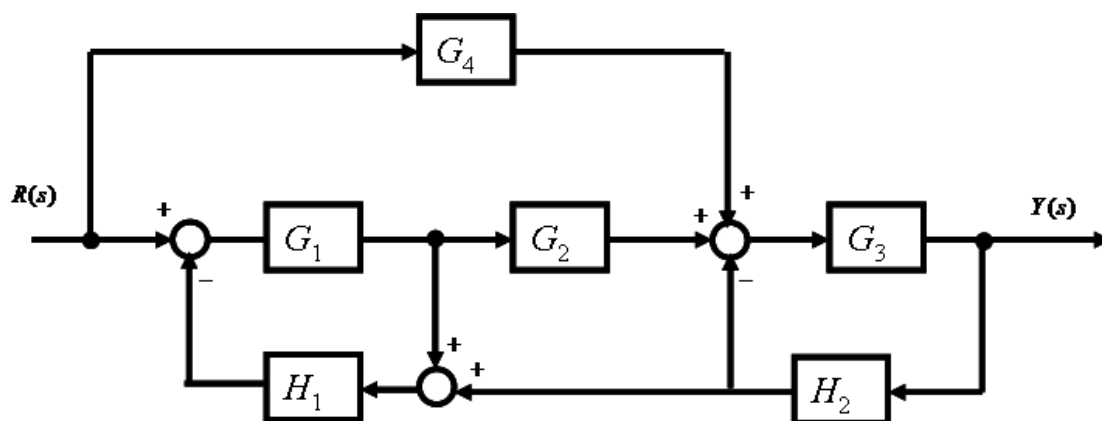 G₄
R(s)
+
+
+
Y(s)
G₁
G₂
G₃
−
−
+
+
H₁
H₂